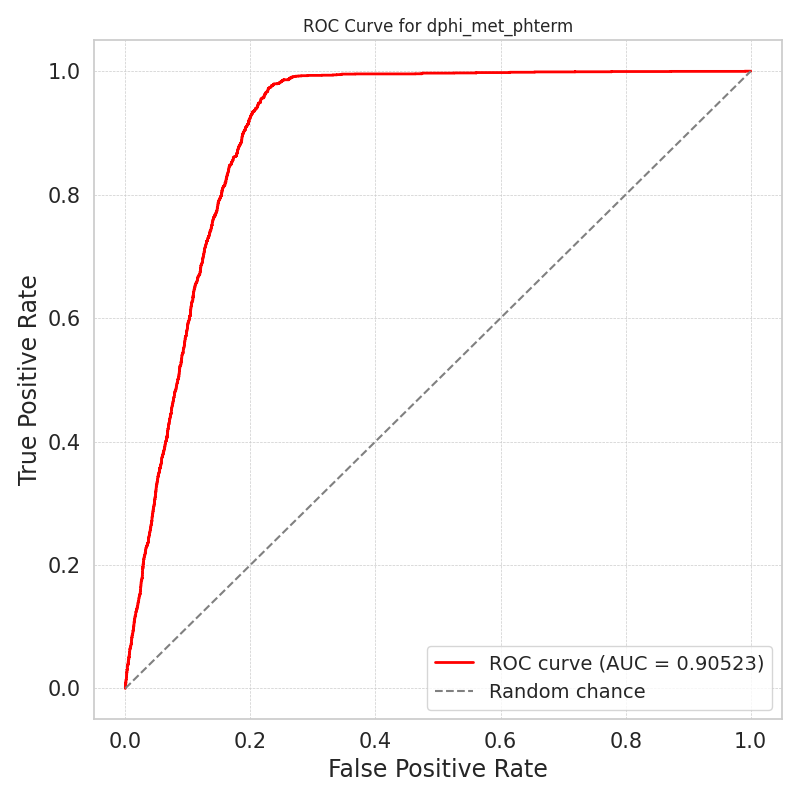 ROC Curve for dphi_met_phterm
True Positive Rate
1.0
0.8
0.6
0.4
0.2
0.0
ROC curve (AUC = 0.90523)
Random chance
0.0 0.2 0.4 0.6 0.8 1.0
False Positive Rate